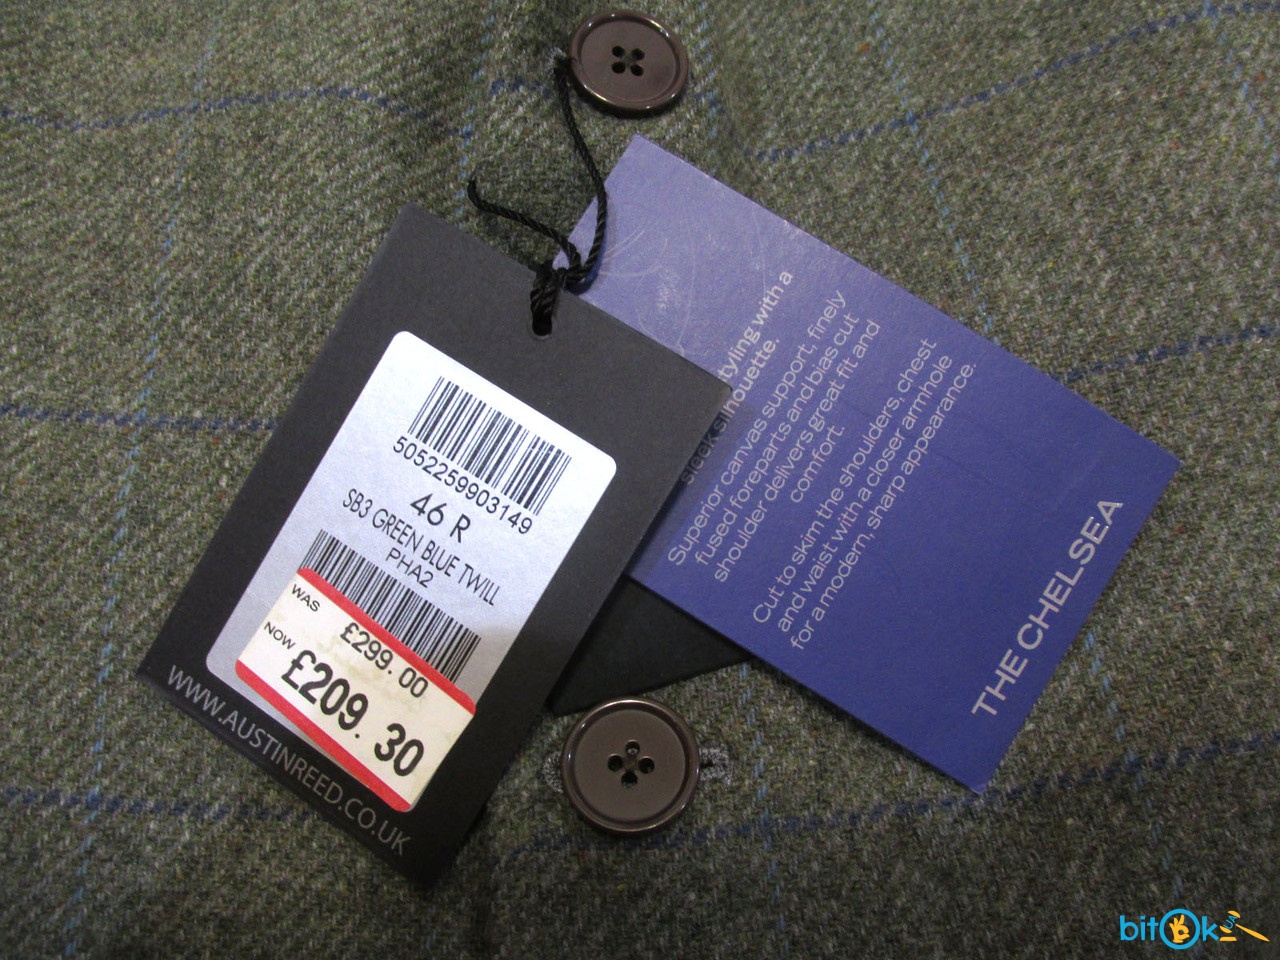 5052259903149
46 R
SB3 GREEN BLUE TWILL
PHA2
WAS
£299.00
NOW
£209.30
WWW.AUSTINREED.CO.UK
tyling with a
sleek silhouette.
Superior canvas support, finely
fused foreparts and bias cut
shoulder delivers great fit and
comfort.
Cut to skim the shoulders, chest
and waist with a closer armhole
for a modern, sharp appearance.
THE CHELSEA
bitOk
UA